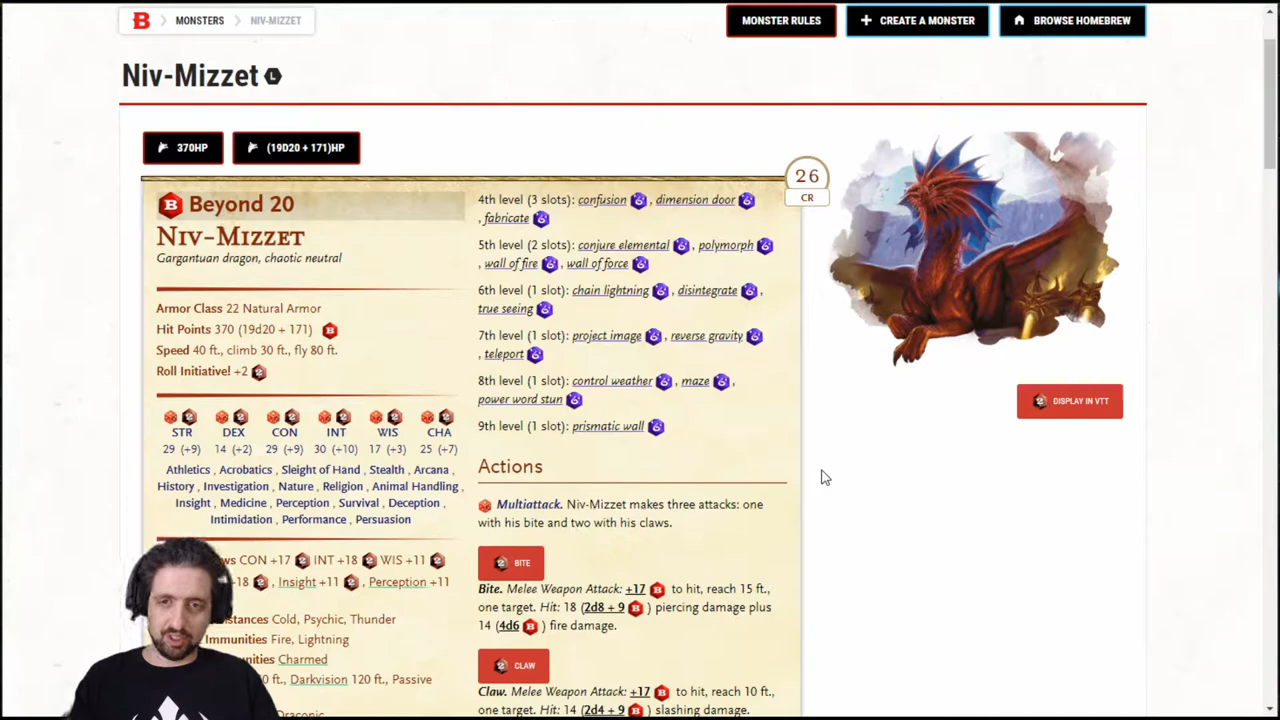 B MONSTERS NIV-MIZZET
MONSTER RULES
+ CREATE A MONSTER
BROWSE HOMEBREW
Niv-Mizzet L
370HP
(19D20 + 171)HP
26
CR
B Beyond 20
NIV-MIZZET
Gargantuan dragon, chaotic neutral
Armor Class 22 Natural Armor
Hit Points 370 (19d20 + 171) B
Speed 40 ft., climb 30 ft., fly 80 ft.
Roll Initiative! +2
STR DEX CON INT WIS CHA
29 (+9) 14 (+2) 29 (+9) 30 (+10) 17 (+3) 25 (+7)
Athletics , Acrobatics , Sleight of Hand , Stealth , Arcana ,
History , Investigation , Nature , Religion , Animal Handling ,
Insight , Medicine , Perception , Survival , Deception ,
Intimidation , Performance , Persuasion
CON +17 INT +18 WIS +11
, Insight +11 , Perception +11
Cold, Psychic, Thunder
Immunities Fire, Lightning
Charmed
ft., Darkvision 120 ft., Passive
Draconic
4th level (3 slots): confusion , dimension door
, fabricate
5th level (2 slots): conjure elemental , polymorph
, wall of fire , wall of force
6th level (1 slot): chain lightning , disintegrate ,
true seeing
7th level (1 slot): project image , reverse gravity
, teleport
8th level (1 slot): control weather , maze ,
power word stun
9th level (1 slot): prismatic wall
Actions
Multiattack. Niv-Mizzet makes three attacks: one
with his bite and two with his claws.
BITE
Bite. Melee Weapon Attack: +17 B to hit, reach 15 ft.,
one target. Hit: 18 (2d8 + 9 B ) piercing damage plus
14 (4d6 B ) fire damage.
CLAW
Claw. Melee Weapon Attack: +17 B to hit, reach 10 ft.,
one target. Hit: 14 (2d4 + 9 B ) slashing damage.
DISPLAY IN VTT